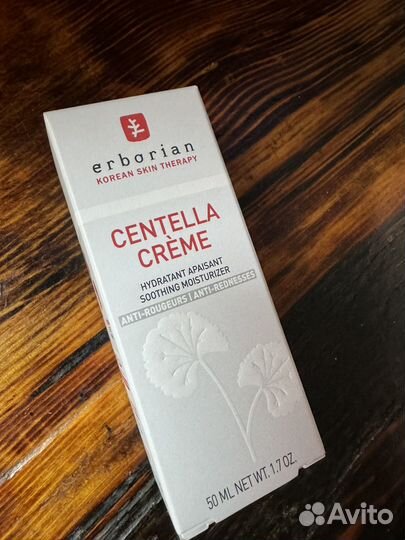 erborian
KOREAN SKIN THERAPY
CENTELLA
CRÈME
HYDRATANT APAISANT
SOOTHING MOISTURIZER
ANTI-ROUGEURS | ANTI-REDNESSES
50 ML NET WT. 1.7 OZ.
Avito